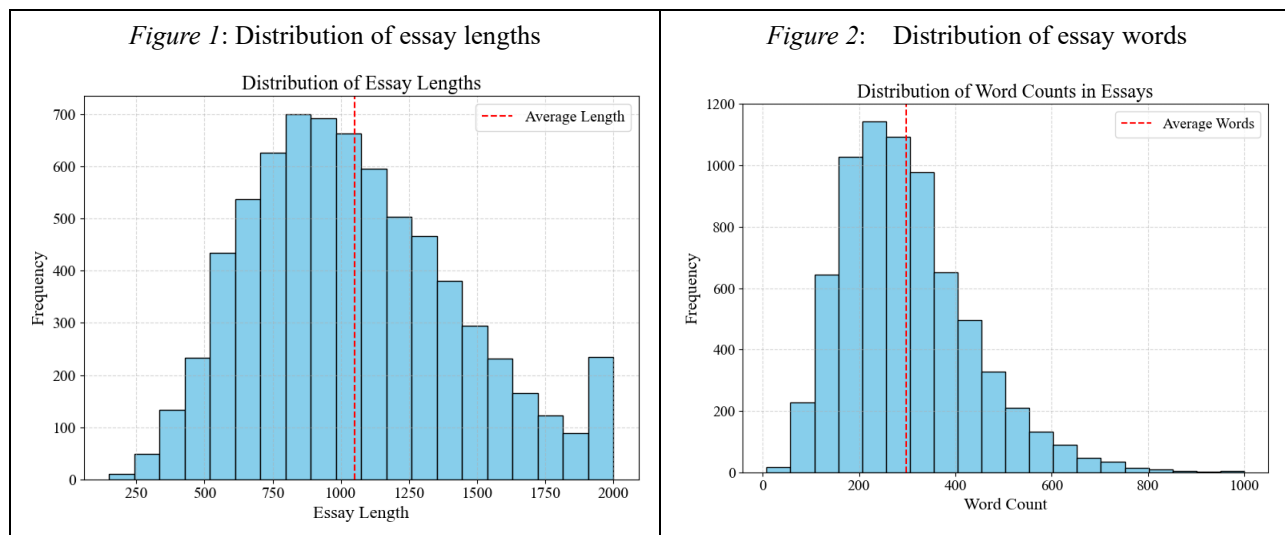 Figure 1: Distribution of essay lengths
Distribution of Essay Lengths
Average Length
700
600
500
400
300
200
100
0
Frequency
250 500 750 1000 1250 1500 1750 2000
Essay Length
Figure 2: Distribution of essay words
Distribution of Word Counts in Essays
Average Words
1200
1000
800
600
400
200
0
Frequency
0 200 400 600 800 1000
Word Count